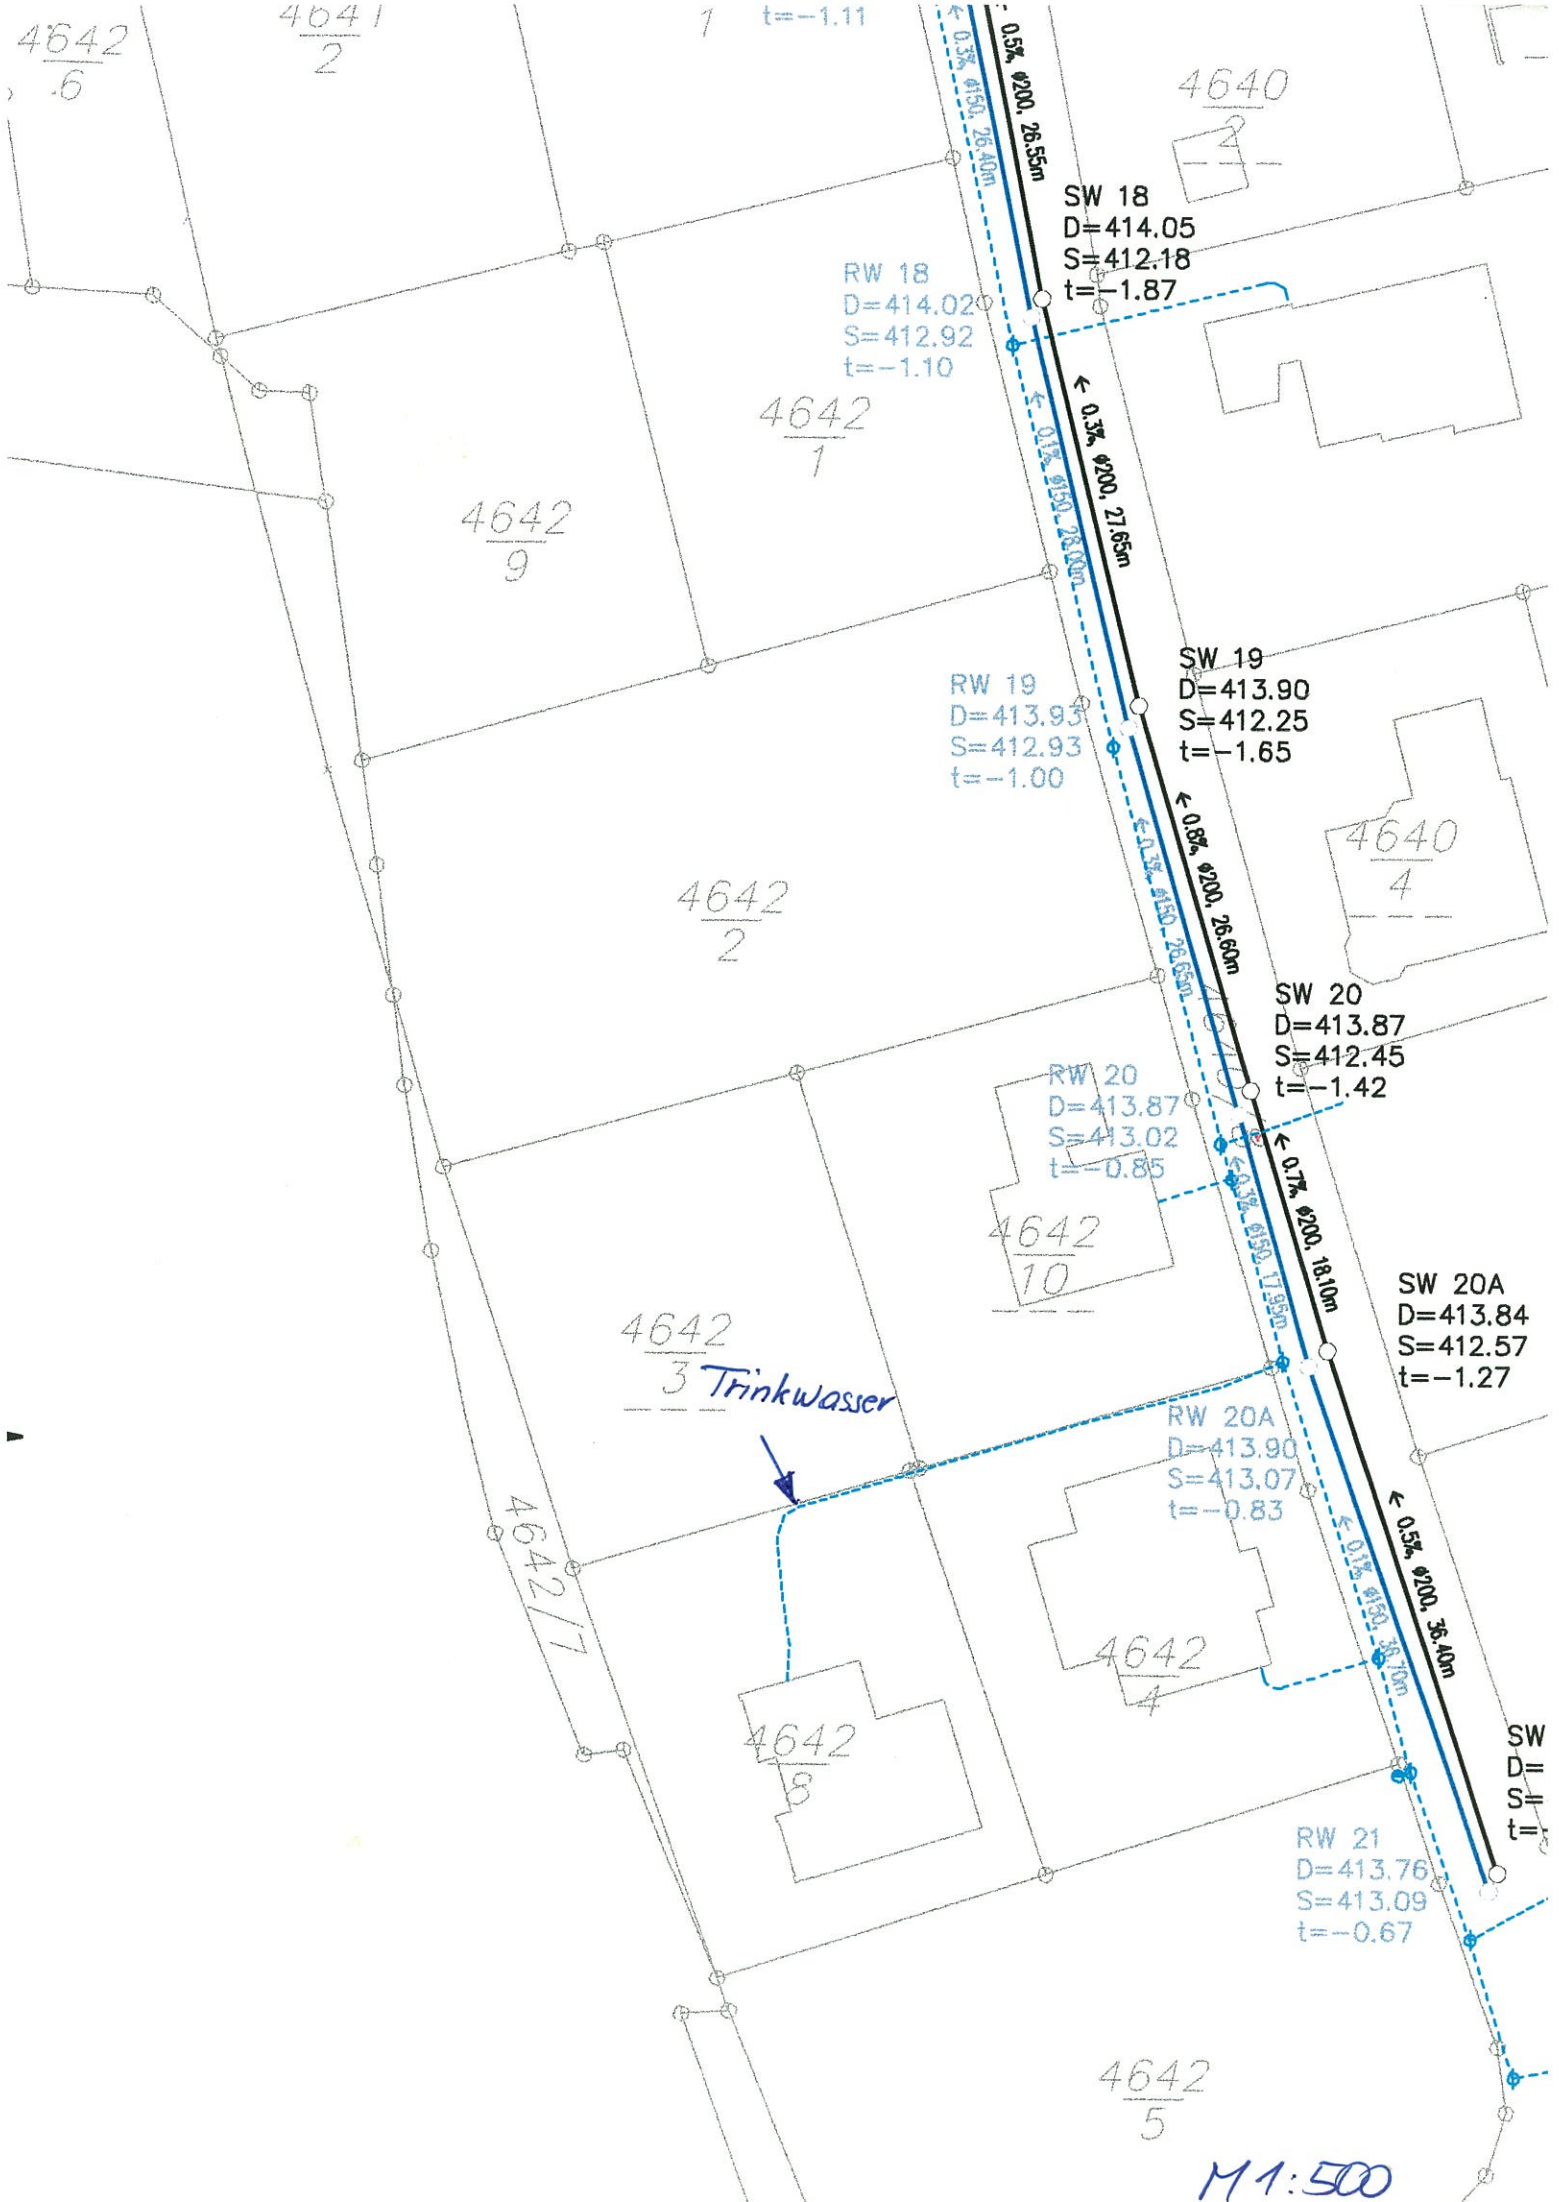 4642
6
2
1
t=-1.11
← 0.3%, ø150, 26.40m
0.5%, ø200, 26.55m
4640
2
SW 18
D=414.05
S=412.18
t=-1.87
RW 18
D=414.02
S=412.92
t=-1.10
4642
1
4642
9
← 0.1%, ø150, 28.00m
← 0.3%, ø200, 27.65m
SW 19
D=413.90
S=412.25
t=-1.65
RW 19
D=413.93
S=412.93
t=-1.00
4640
4
4642
2
← 0.3%, ø150, 26.65m
← 0.8%, ø200, 26.60m
SW 20
D=413.87
S=412.45
t=-1.42
RW 20
D=413.87
S=413.02
t=-0.85
4642
10
← 0.3%, ø150, 17.95m
← 0.7%, ø200, 18.10m
SW 20A
D=413.84
S=412.57
t=-1.27
4642
3
Trinkwasser
RW 20A
D=413.90
S=413.07
t=-0.83
4642/7
← 0.1%, ø150, 36.70m
← 0.5%, ø200, 36.40m
4642
4
4642
8
SW
D=
S=
t=-
RW 21
D=413.76
S=413.09
t=-0.67
4642
5
M 1:500